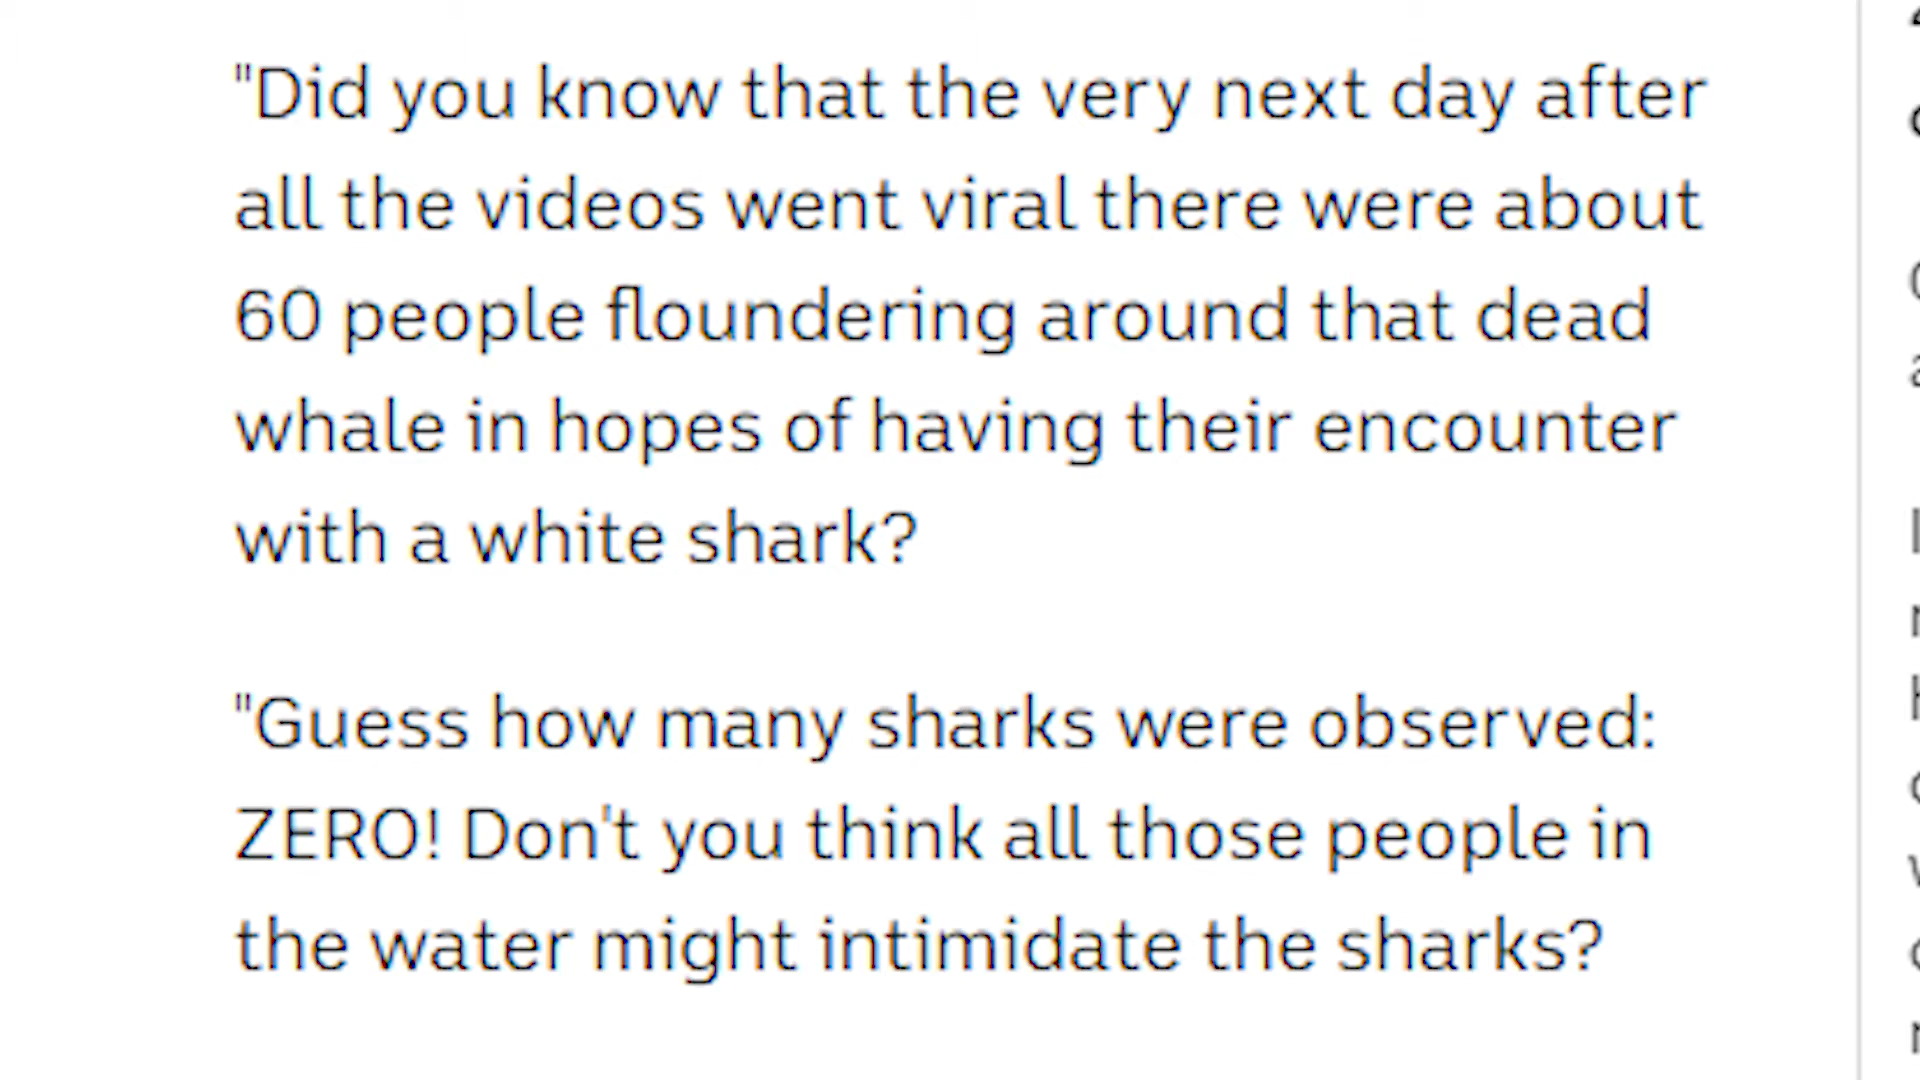 "Did you know that the very next day after
all the videos went viral there were about
60 people floundering around that dead
whale in hopes of having their encounter
with a white shark?
"Guess how many sharks were observed:
ZERO! Don't you think all those people in
the water might intimidate the sharks?